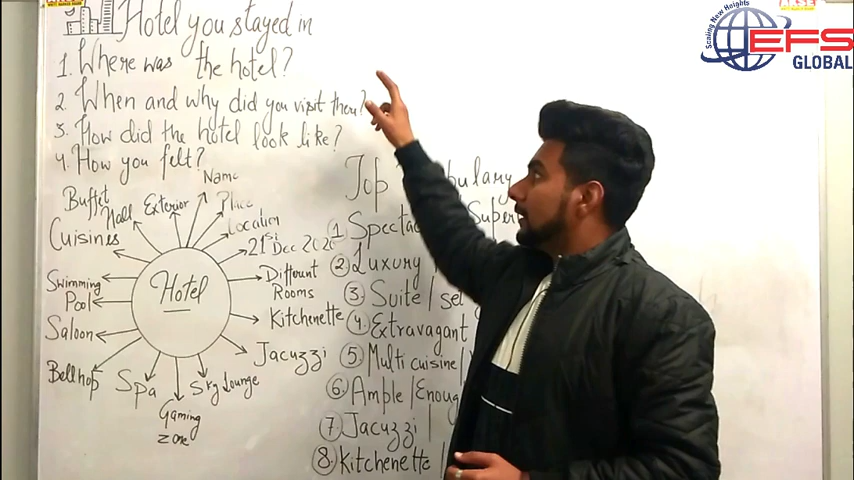 Hotel you stayed in
1. Where was the hotel?
2. When and why did you visit there?
3. How did the hotel look like?
4. How you felt?
Name
Place
Location
21st Dec 2020
Different
Rooms
Kitchenette
Jacuzzi
Sky lounge
Gaming
zone
Spa
Bellhop
Saloon
Swimming
Pool
Cuisines
Buffet
Hall
Exterior
Hotel
Top
1 Spectac
2 Luxury
3. Suite / set
4. Extravagant
5. Multi cuisine /
6. Ample / Enoug
7. Jacuzzi /
8. Kitchenette /
Scaling New Heights
EFS
GLOBAL